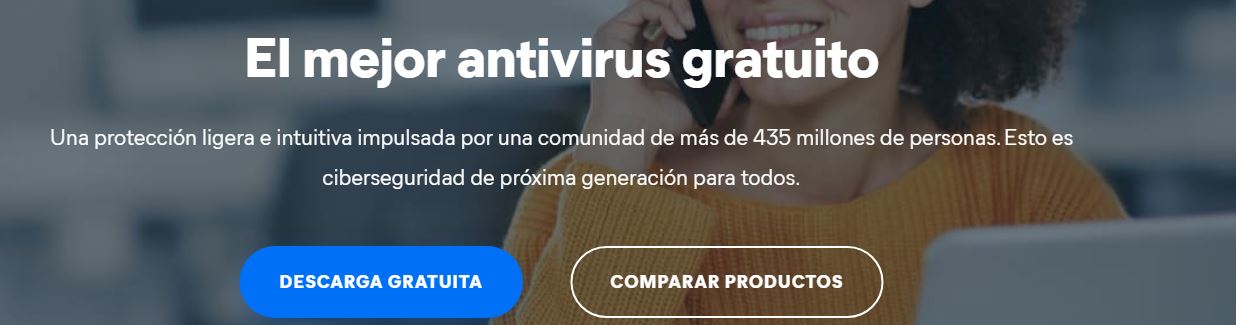 El mejor antivirus gratuito
Una protección ligera e intuitiva impulsada por una comunidad de más de 435 millones de personas. Esto es
ciberseguridad de próxima generación para todos.
DESCARGA GRATUITA
COMPARAR PRODUCTOS